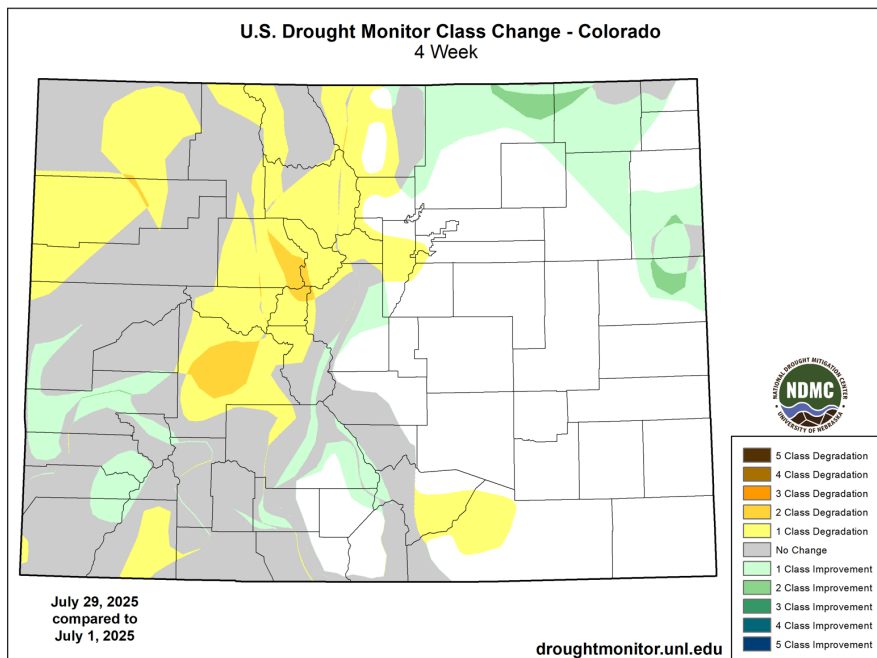 U.S. Drought Monitor Class Change - Colorado
4 Week
NATIONAL DROUGHT MITIGATION CENTER
NDMC
UNIVERSITY OF NEBRASKA
5 Class Degradation
4 Class Degradation
3 Class Degradation
2 Class Degradation
1 Class Degradation
No Change
1 Class Improvement
2 Class Improvement
3 Class Improvement
4 Class Improvement
5 Class Improvement
July 29, 2025
compared to
July 1, 2025
droughtmonitor.unl.edu